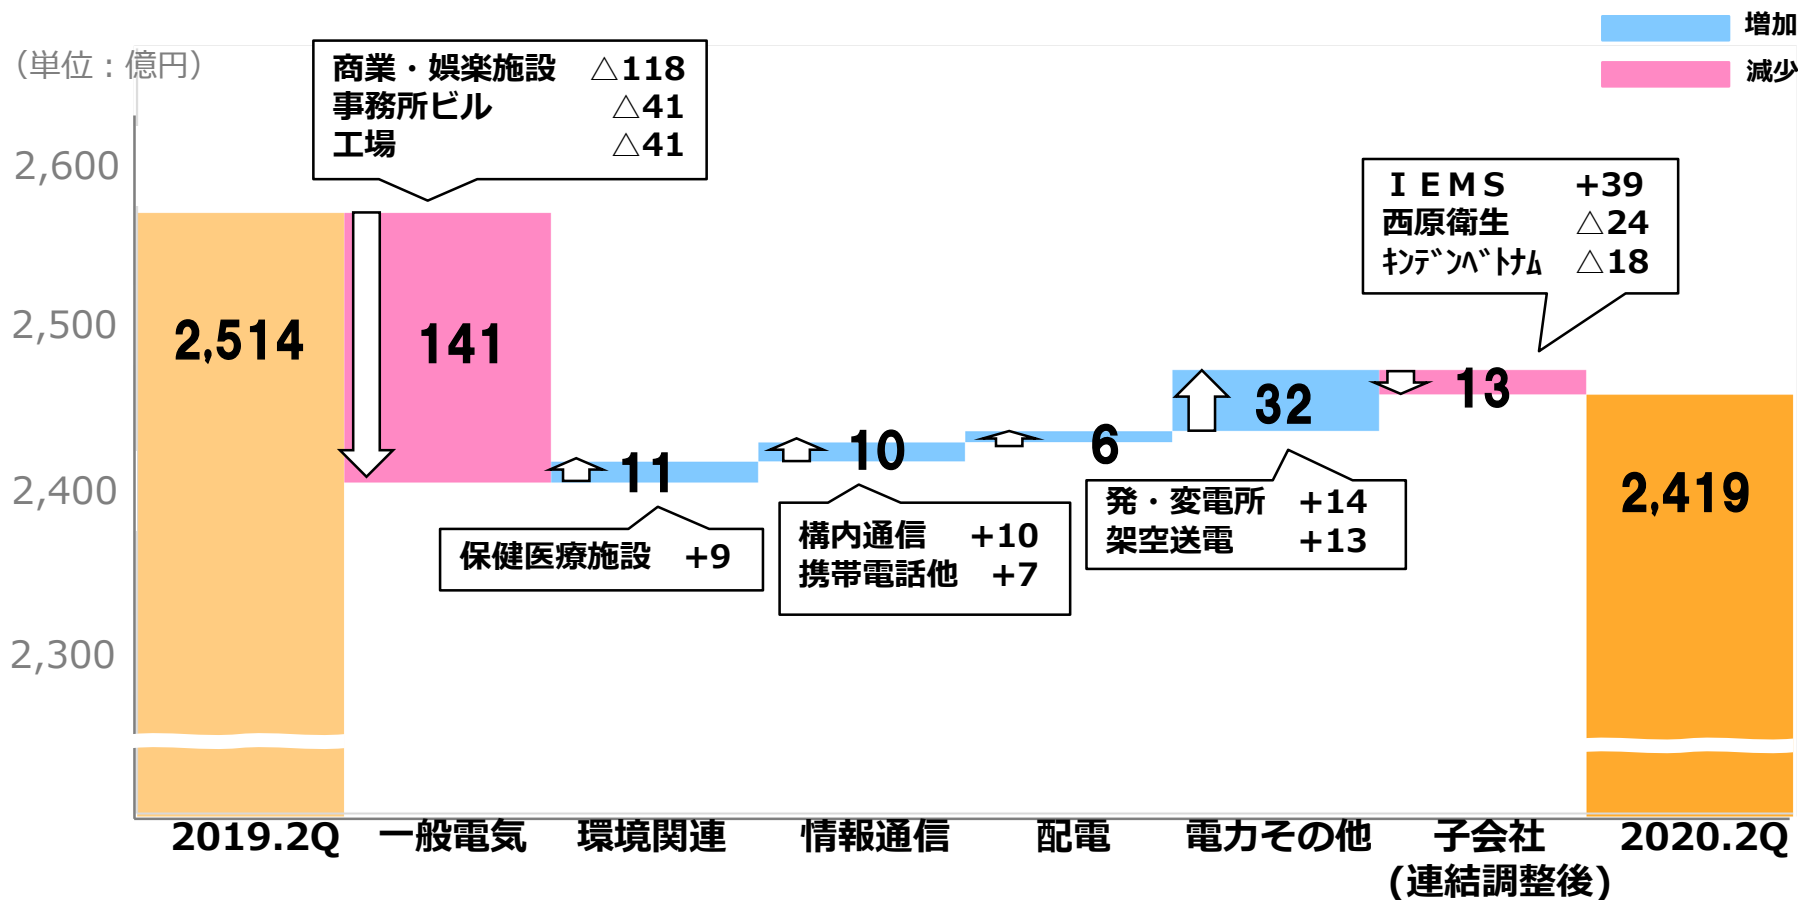 増加
減少
(単位：億円)
2,600
2,500
2,400
2,300
商業・娯楽施設 △118
事務所ビル △41
工場 △41
ＩＥＭＳ +39
西原衛生 △24
ｷﾝﾃﾞﾝﾍﾞﾄﾅﾑ △18
2,514
141
11
10
6
32
13
2,419
保健医療施設 +9
構内通信 +10
携帯電話他 +7
発・変電所 +14
架空送電 +13
2019.2Q
一般電気
環境関連
情報通信
配電
電力その他
子会社
(連結調整後)
2020.2Q